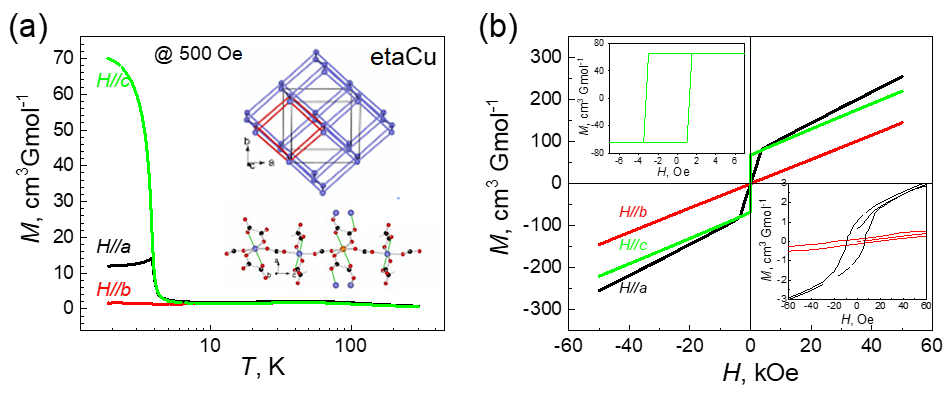 (a)
@ 500 Oe
etaCu
70
60
50
40
30
20
10
0
M, cm³Gmol⁻¹
H//c
H//a
H//b
b
c
a
a
b
c
10
100
T, K
(b)
300
200
100
0
-100
-200
-300
M, cm³ Gmol⁻¹
80
40
0
-40
-80
M, cm³ Gmol⁻¹
-6
-4
-2
0
2
4
6
H, Oe
H//b
H//c
H//a
3
2
1
0
-1
-2
-3
M, cm³ Gmol⁻¹
-60
-40
-20
0
20
40
60
H, Oe
-60
-40
-20
0
20
40
60
H, kOe